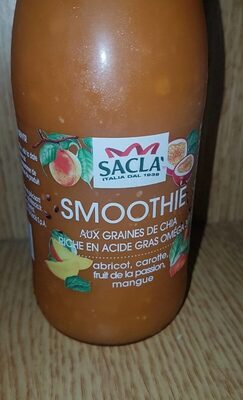 SACLÀ
ITALIA DAL 1939
SMOOTHIE
AUX GRAINES DE CHIA
RICHE EN ACIDE GRAS OMEGA
abricot, carotte,
fruit de la passion,
mangue